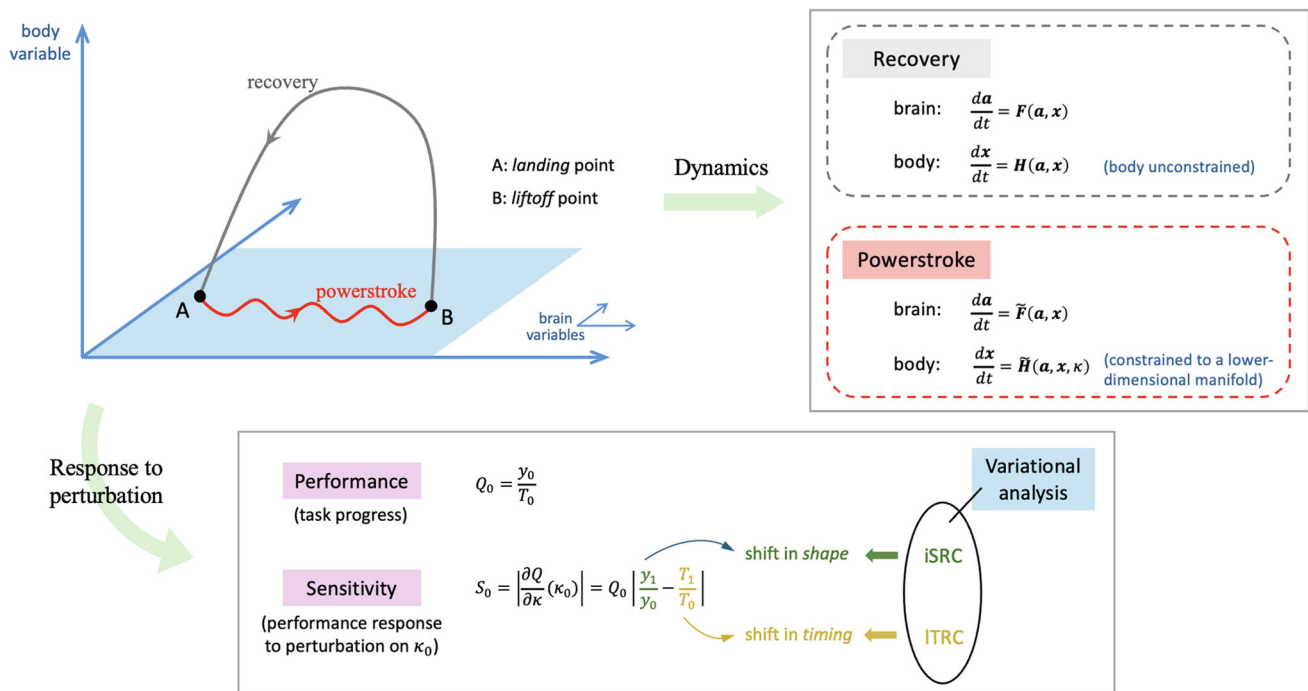 body
variable
recovery
A: landing point
B: liftoff point
A
powerstroke
B
brain
variables
Dynamics
Recovery
brain: da/dt = F(a, x)
body: dx/dt = H(a, x) (body unconstrained)
Powerstroke
brain: da/dt = F̃(a, x)
body: dx/dt = H̃(a, x, κ) (constrained to a lower-
dimensional manifold)
Response to
perturbation
Performance
(task progress)
Q₀ = y₀/T₀
Sensitivity
(performance response
to perturbation on κ₀)
S₀ = |∂Q/∂κ (κ₀)| = Q₀ |y₁/y₀ − T₁/T₀|
shift in shape
shift in timing
Variational
analysis
iSRC
lTRC